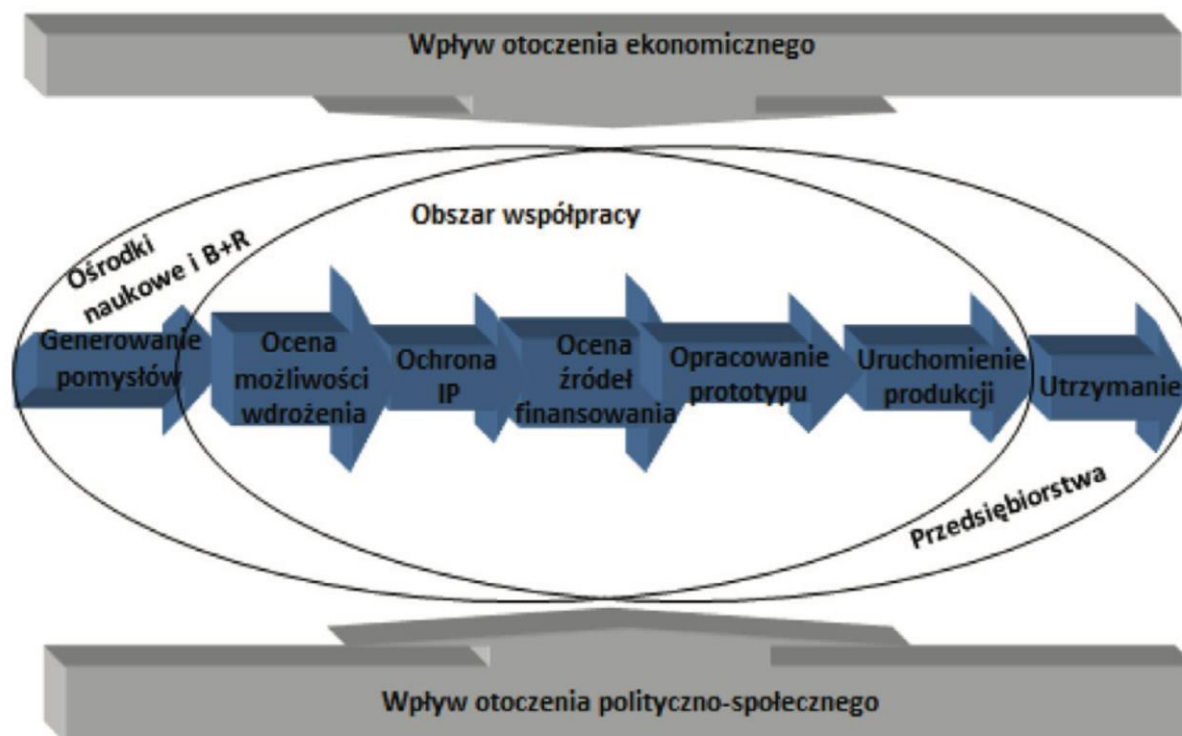 Wpływ otoczenia ekonomicznego
Obszar współpracy
Ośrodki
naukowe i B+R
Generowanie
pomysłów
Ocena
możliwości
wdrożenia
Ochrona
IP
Ocena
źródeł
finansowania
Opracowanie
prototypu
Uruchomienie
produkcji
Utrzymanie
Przedsiębiorstwa
Wpływ otoczenia polityczno-społecznego